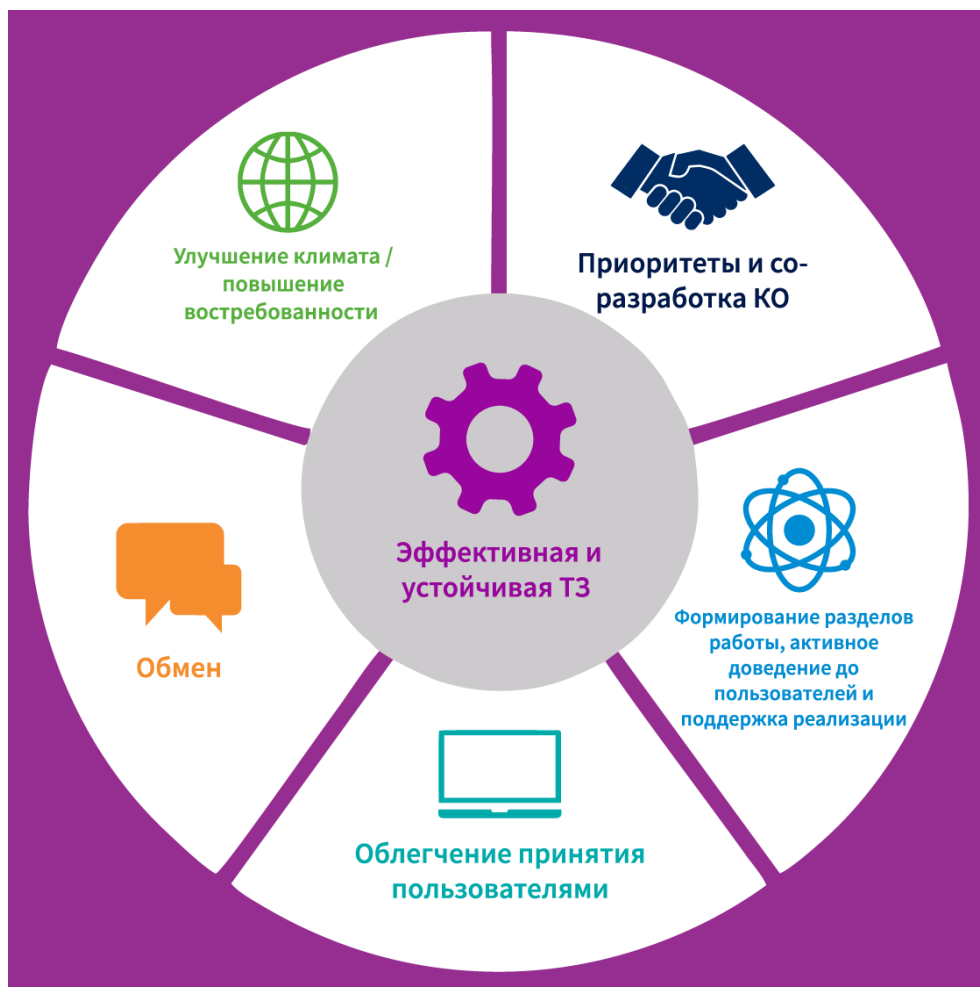 Улучшение климата /
повышение
востребованности
Приоритеты и со-
разработка КО
Эффективная и
устойчивая ТЗ
Формирование разделов
работы, активное
доведение до
пользователей и
поддержка реализации
Обмен
Облегчение принятия
пользователями